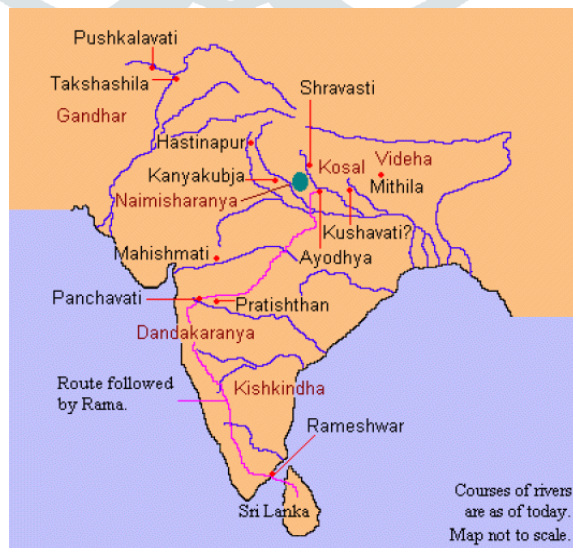 Pushkalavati
Takshashila
Shravasti
Gandhar
Hastinapur
Kosal
Videha
Kanyakubja
Mithila
Naimisharanya
Kushavati?
Mahishmati
Ayodhya
Panchavati
Pratishthan
Dandakaranya
Route followed
by Rama.
Kishkindha
Rameshwar
Sri Lanka
Courses of rivers
are as of today.
Map not to scale.